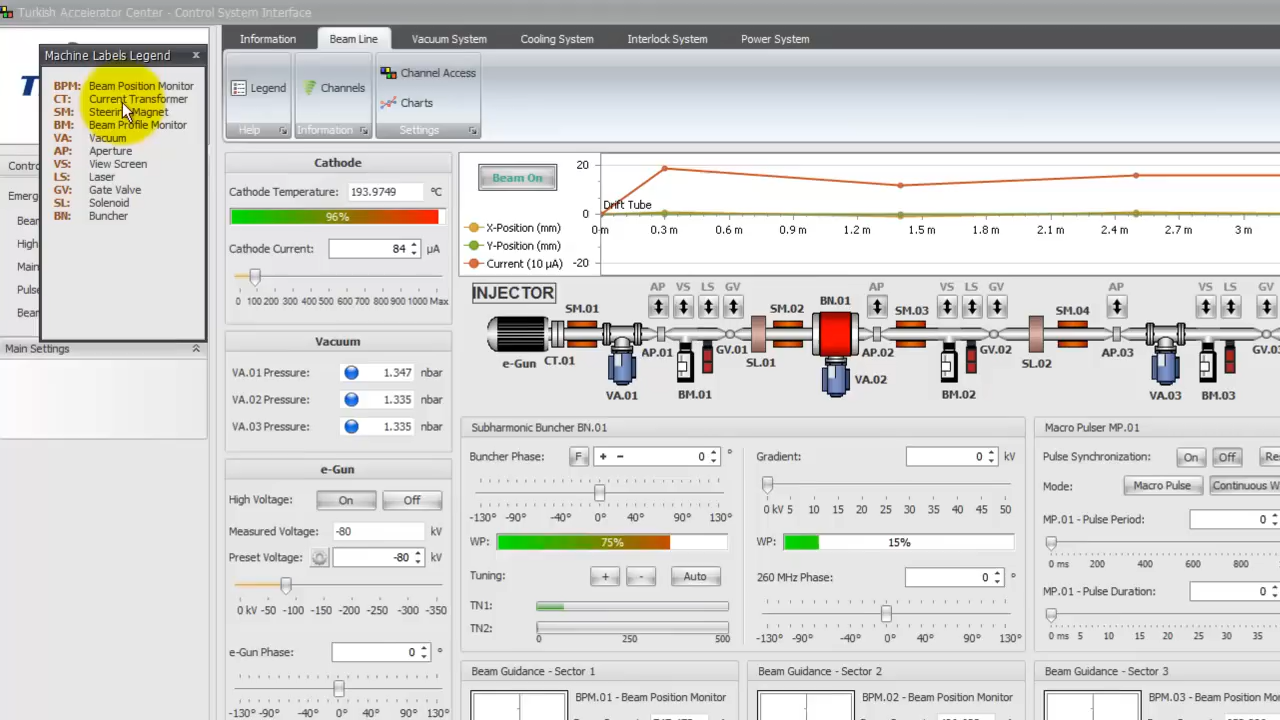 Turkish Accelerator Center - Control System Interface
Information Beam Line Vacuum System Cooling System Interlock System Power System
Machine Labels Legend x
BPM: Beam Position Monitor
CT: Current Transformer
SM: Steering Magnet
BM: Beam Profile Monitor
VA: Vacuum
AP: Aperture
VS: View Screen
LS: Laser
GV: Gate Valve
SL: Solenoid
BN: Buncher
Contro
Emerge
Bear
High
Main
Pulse
Bear
Main Settings
Legend Channels Channel Access
Charts
Help Information Settings
Cathode
Cathode Temperature: 193.9749 ºC
96%
Cathode Current: 84 µA
0 100 200 300 400 500 600 700 800 900 1000 Max
Vacuum
VA.01 Pressure: 1.347 nbar
VA.02 Pressure: 1.335 nbar
VA.03 Pressure: 1.335 nbar
e-Gun
High Voltage: On Off
Measured Voltage: -80 kV
Preset Voltage: -80 kV
0 kV -50 -100 -150 -200 -250 -300 -350
e-Gun Phase: 0 °
-130° -90° -40° 0° 40° 90° 130°
Beam On
X-Position (mm)
Y-Position (mm)
Current (10 µA)
20
0
-20
Drift Tube
0 m 0.3 m 0.6 m 0.9 m 1.2 m 1.5 m 1.8 m 2.1 m 2.4 m 2.7 m 3 m
INJECTOR
AP VS LS GV BN.01 AP VS LS GV AP VS LS GV
SM.01 SM.02 SM.03 SM.04
e-Gun CT.01 AP.01 GV.01 SL.01 AP.02 GV.02 SL.02 AP.03 GV.0
VA.01 BM.01 VA.02 BM.02 VA.03 BM.03
Subharmonic Buncher BN.01
Buncher Phase: F + − 0 °
-130° -90° -40° 0° 40° 90° 130°
WP: 75%
Tuning: + - Auto
TN1:
TN2:
0 250 500
Gradient: 0 kV
0 kV 5 10 15 20 25 30 35 40 45 50
WP: 15%
260 MHz Phase: 0 °
-130° -90° -40° 0° 40° 90° 130°
Macro Pulser MP.01
Pulse Synchronization: On Off Res
Mode: Macro Pulse Continuous W
MP.01 - Pulse Period: 0
0 ms 200 400 600 800 1000
MP.01 - Pulse Duration: 0
0 ms 5 10 15 20 25 30 35
Beam Guidance - Sector 1
BPM.01 - Beam Position Monitor
Beam Guidance - Sector 2
BPM.02 - Beam Position Monitor
Beam Guidance - Sector 3
BPM.03 - Beam Position Monitor